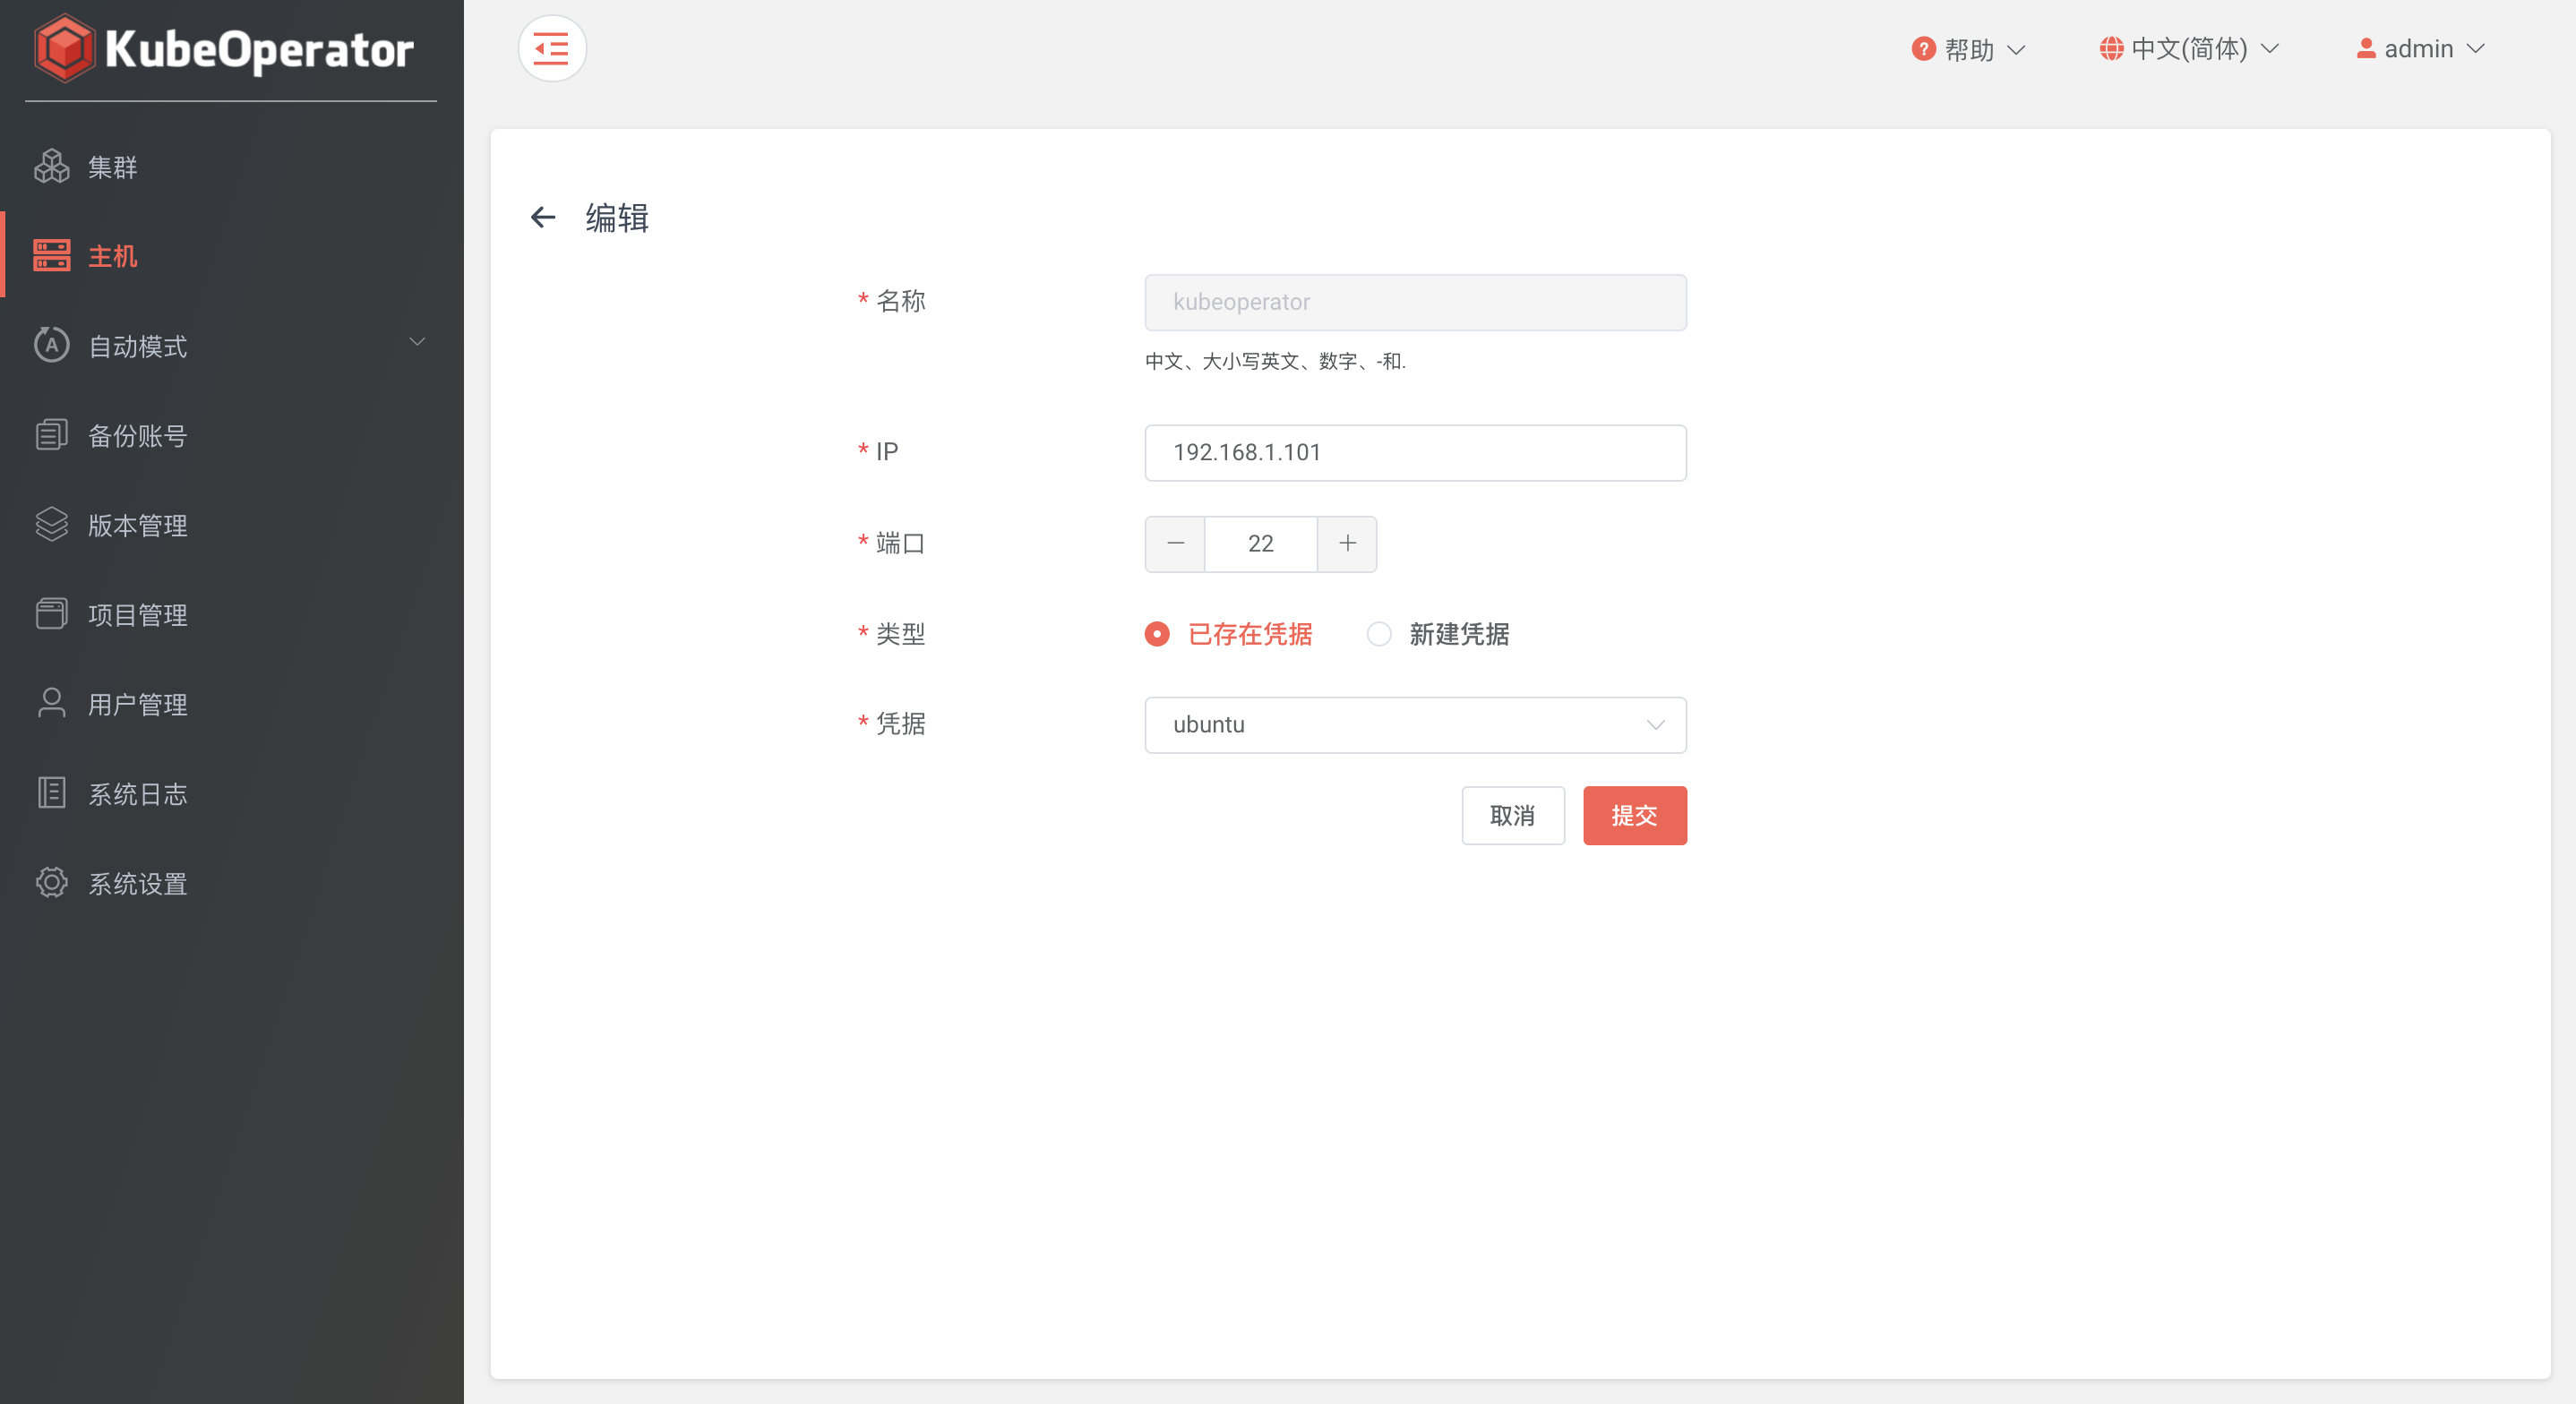 KubeOperator
集群
主机
自动模式
备份账号
版本管理
项目管理
用户管理
系统日志
系统设置
帮助
中文(简体)
admin
编辑
* 名称
kubeoperator
中文、大小写英文、数字、-和.
* IP
192.168.1.101
* 端口
22
* 类型
已存在凭据
新建凭据
* 凭据
ubuntu
取消
提交